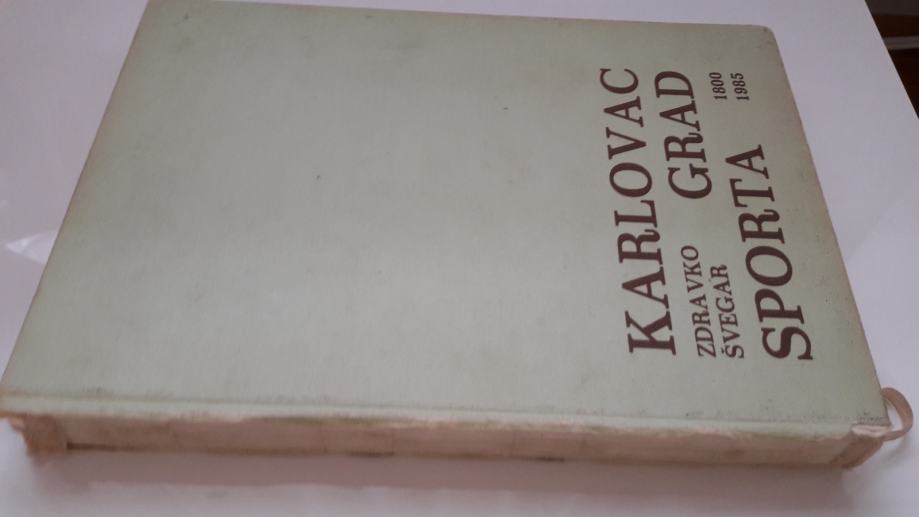 KARLOVAC
ZDRAVKO GRAD 1800
ŠVEGAR 1985
SPORTA